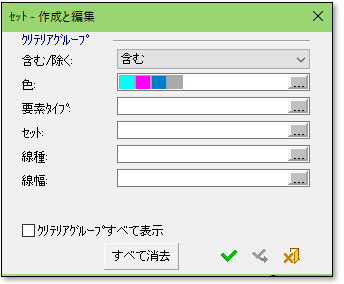 ｾｯﾄ - 作成と編集
ｸﾘﾃﾘｱｸﾞﾙｰﾌﾟ
含む/除く: 含む
色: ...
要素ﾀｲﾌﾟ: ...
ｾｯﾄ: ...
線種: ...
線幅: ...
ｸﾘﾃﾘｱｸﾞﾙｰﾌﾟすべて表示
すべて消去